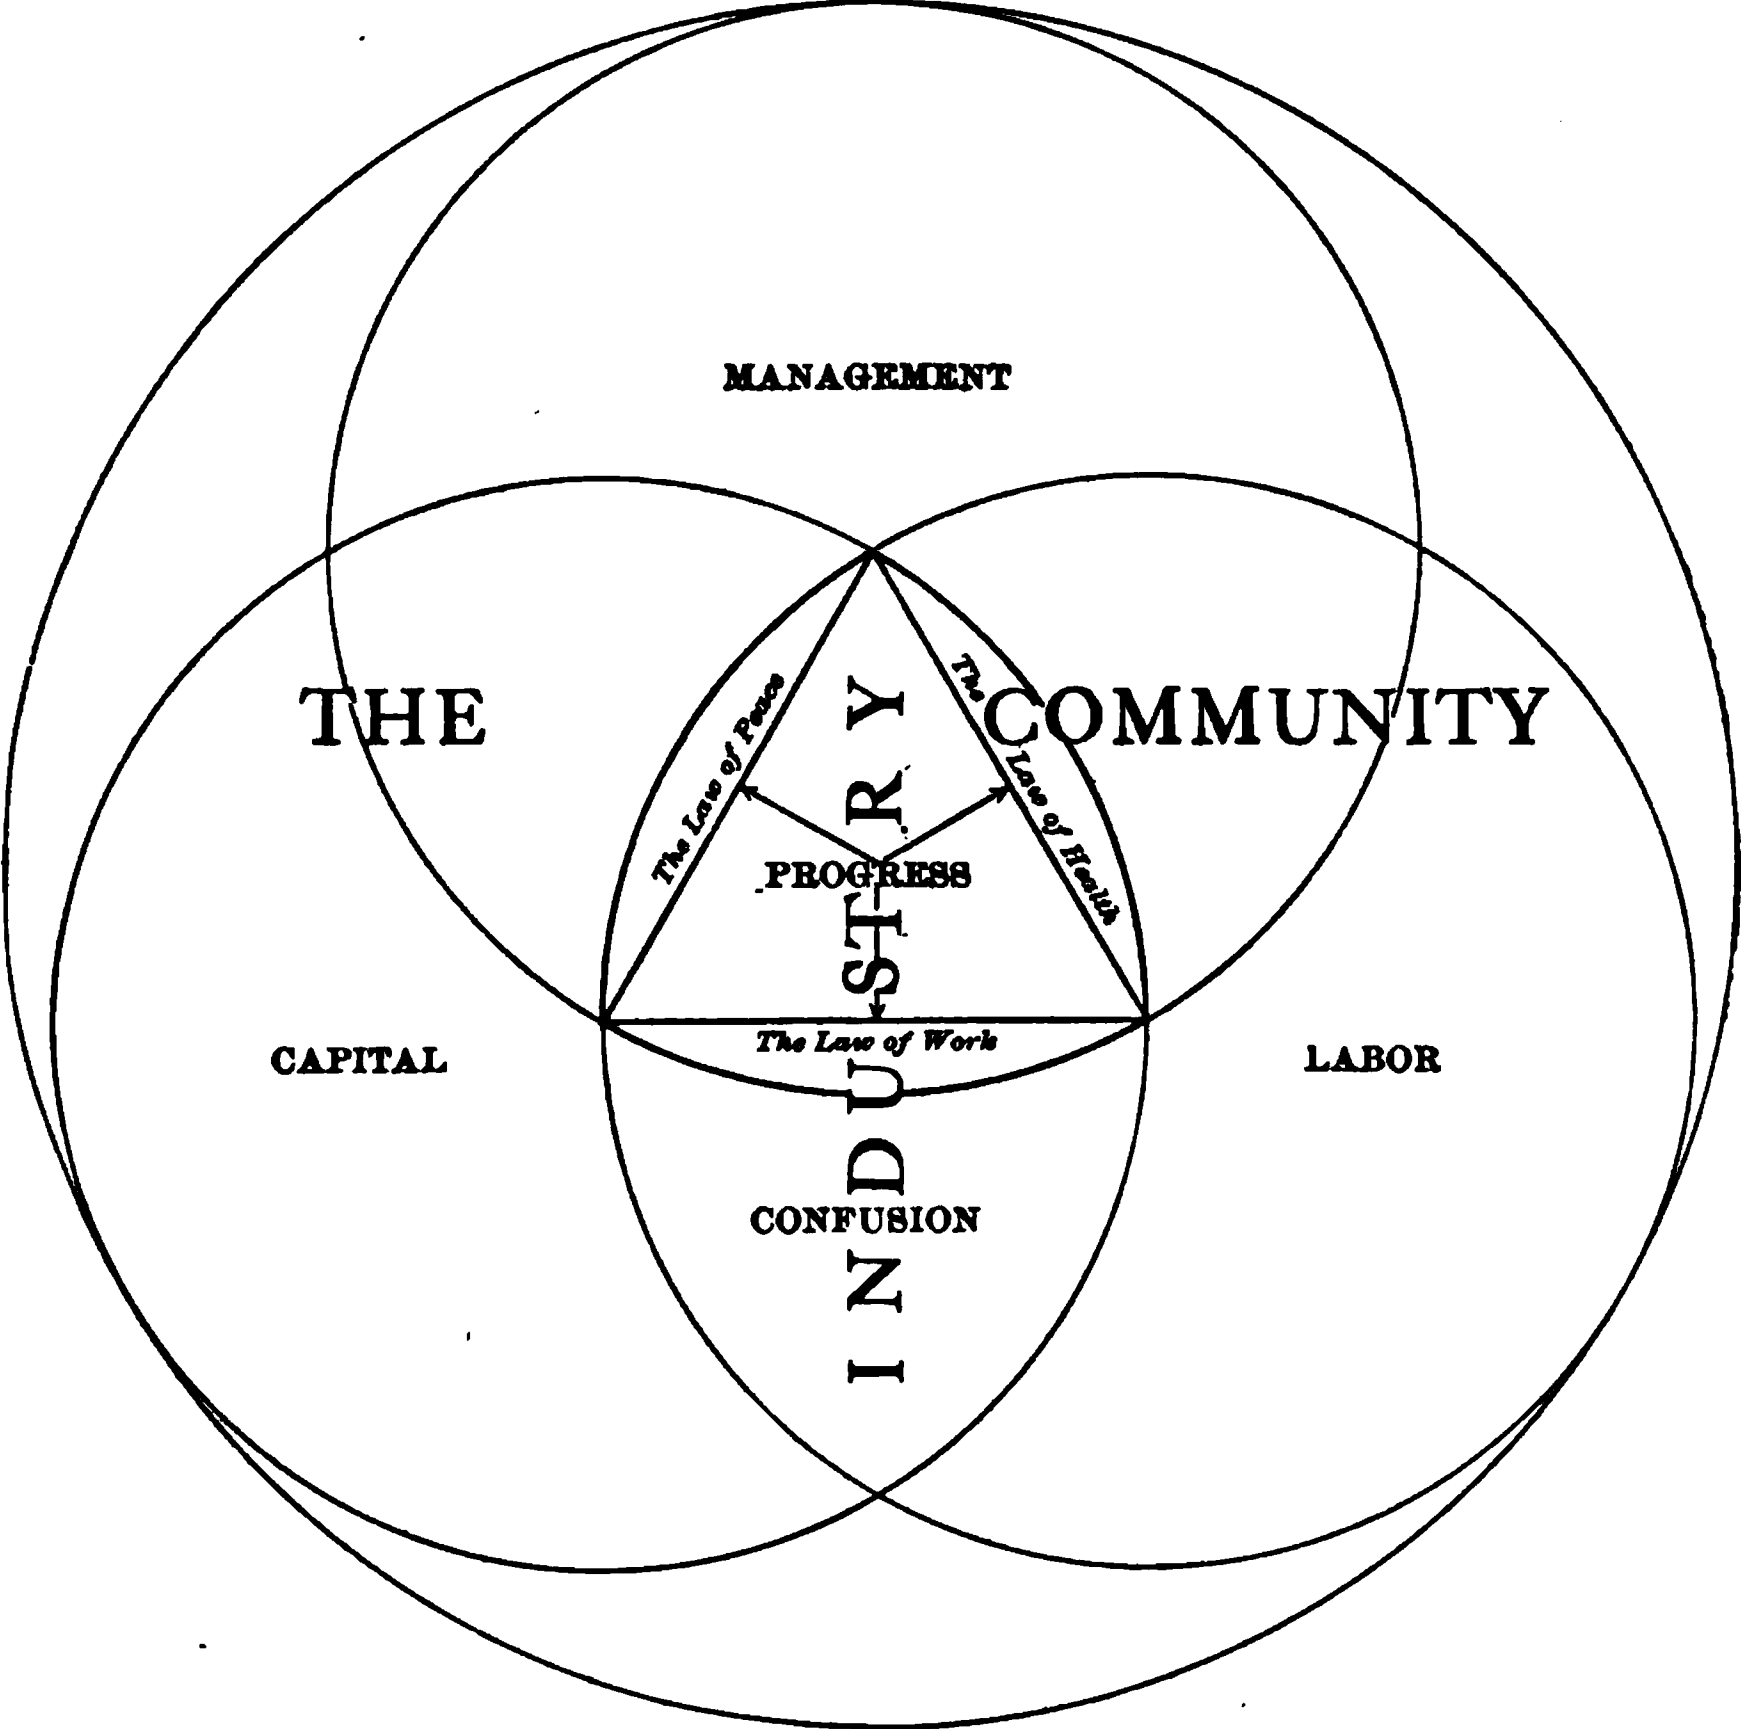 MANAGEMENT
THE COMMUNITY
The Law of Peace
The Law of Health
PROGRESS
INDUSTRY
The Law of Work
CAPITAL
LABOR
CONFUSION